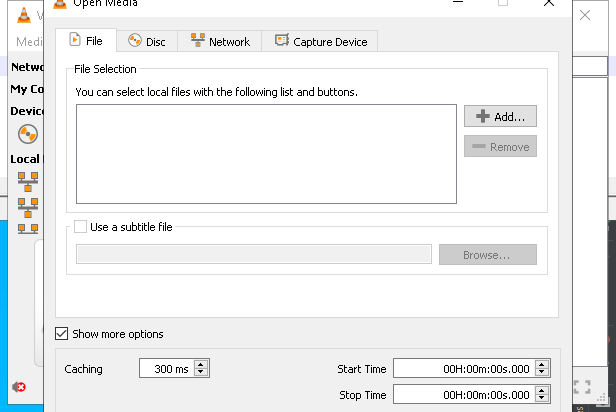 Open Media
V
Medi
File
Disc
Network
Capture Device
Netwo
My Co
Device
Local
File Selection
You can select local files with the following list and buttons.
Add...
Remove
Use a subtitle file
Browse...
Show more options
Caching
300 ms
Start Time
00H:00m:00s.000
Stop Time
00H:00m:00s.000